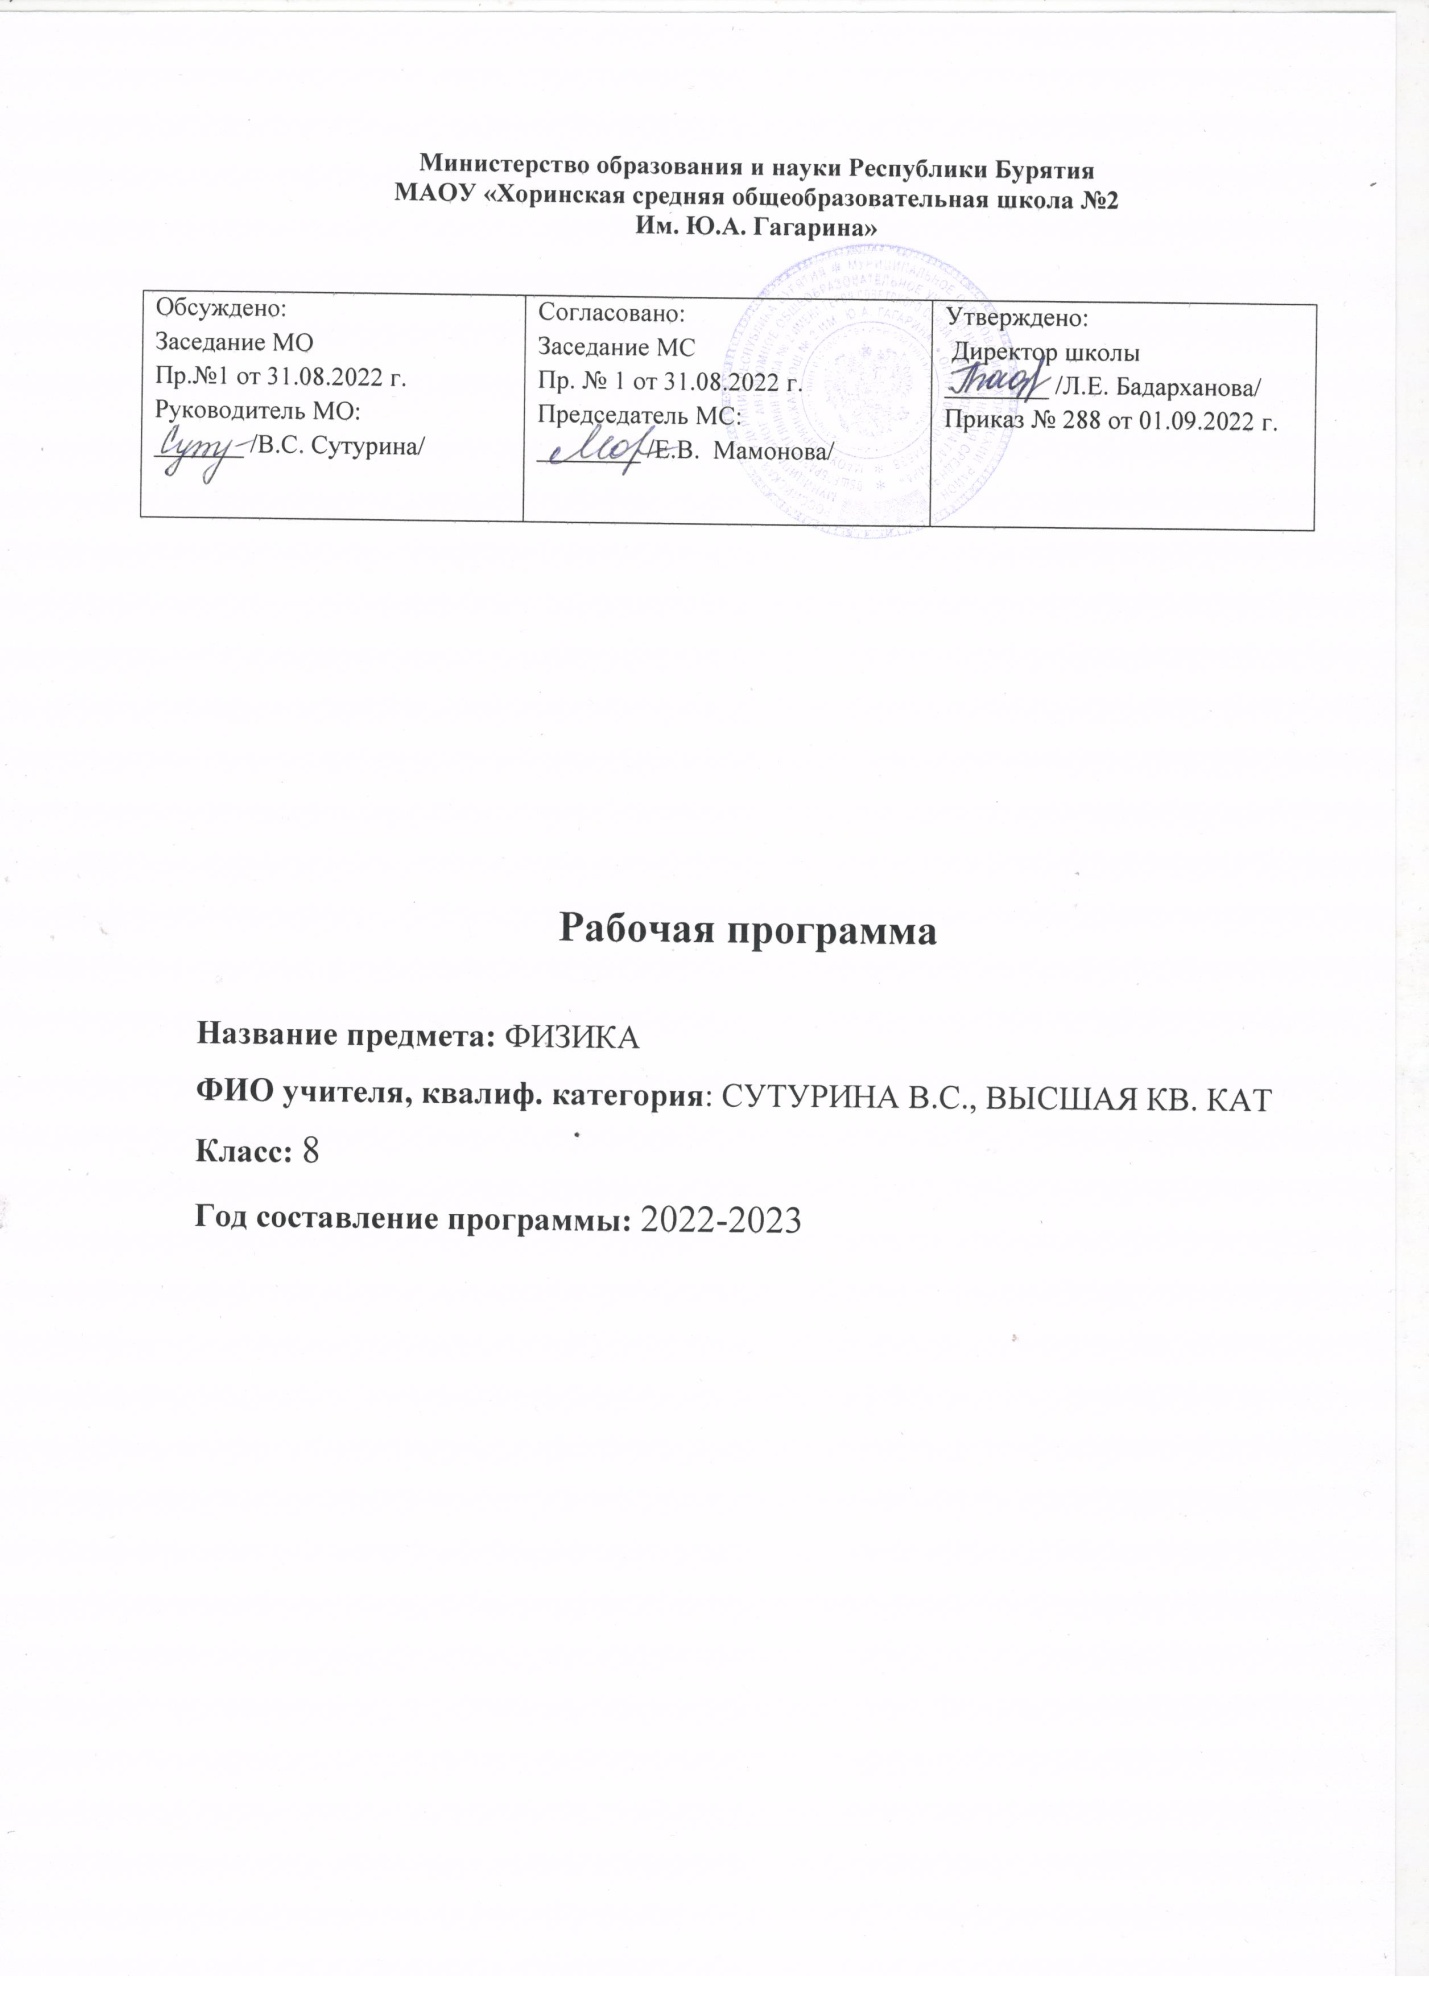 Министерство образования и науки Республики Бурятия
МАОУ «Хоринская средняя общеобразовательная школа №2
Им. Ю.А. Гагарина»
Обсуждено:
Заседание МО
Пр.№1 от 31.08.2022 г.
Руководитель МО:
/В.С. Сутурина/
Согласовано:
Заседание МС
Пр. № 1 от 31.08.2022 г.
Председатель МС:
/Е.В. Мамонова/
Утверждено:
Директор школы
/Л.Е. Бадарханова/
Приказ № 288 от 01.09.2022 г.
Рабочая программа
Название предмета: ФИЗИКА
ФИО учителя, квалиф. категория: СУТУРИНА В.С., ВЫСШАЯ КВ. КАТ
Класс: 8
Год составление программы: 2022-2023